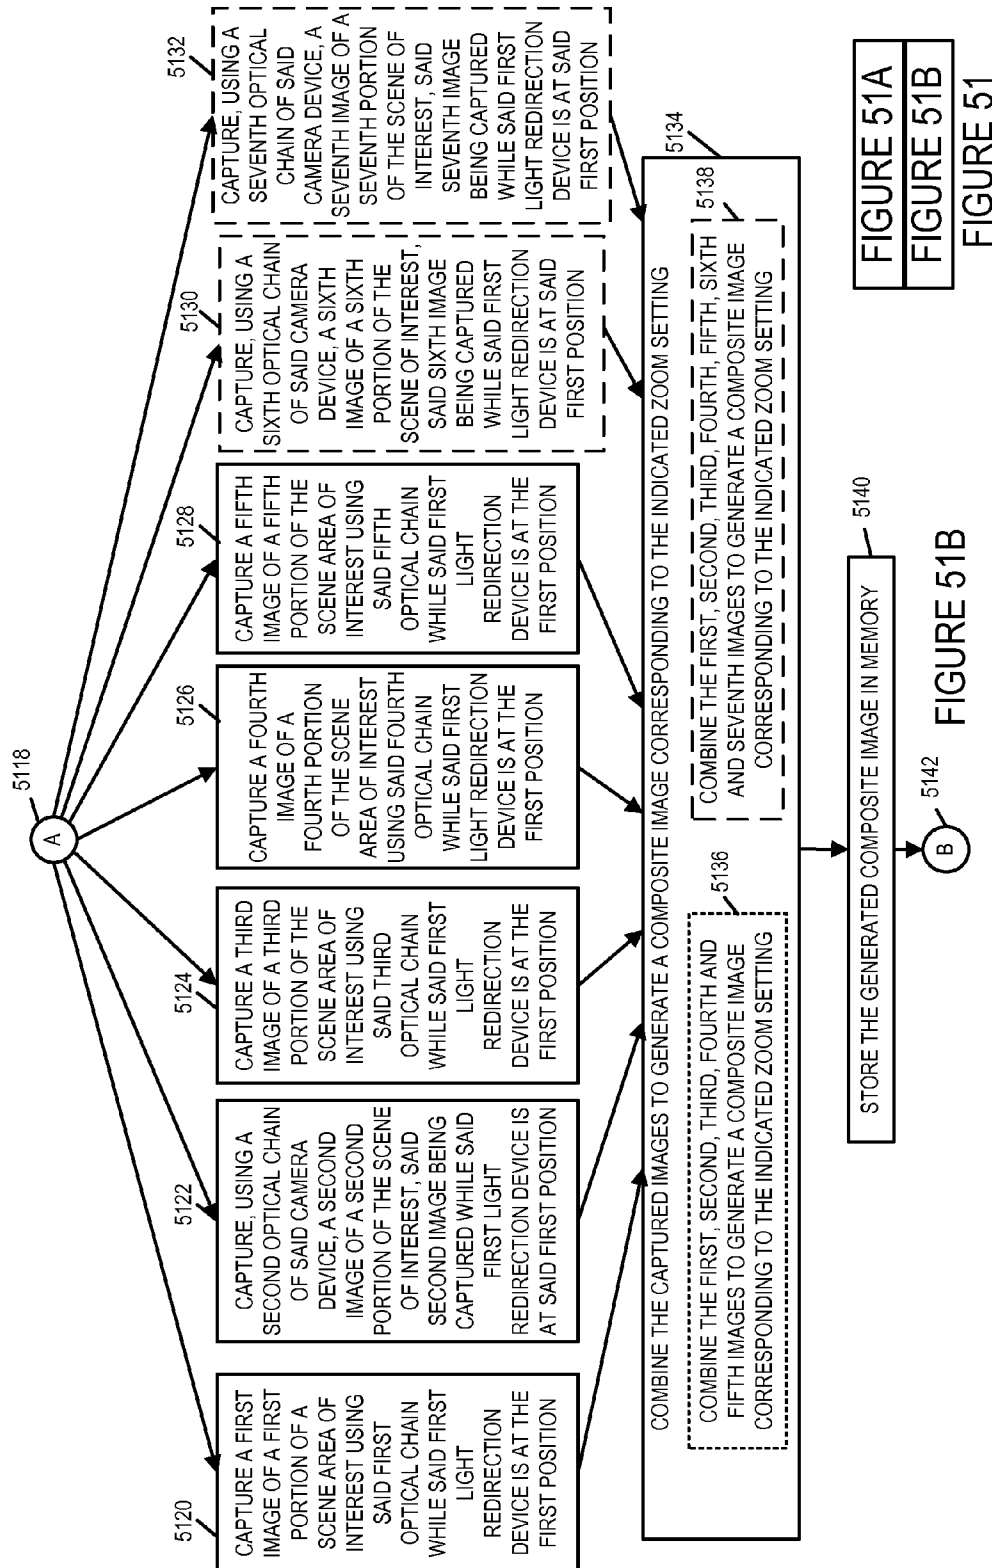 5118
A
5120
CAPTURE A FIRST
IMAGE OF A FIRST
PORTION OF A
SCENE AREA OF
INTEREST USING
SAID FIRST
OPTICAL CHAIN
WHILE SAID FIRST
LIGHT
REDIRECTION
DEVICE IS AT THE
FIRST POSITION
5122
CAPTURE, USING A
SECOND OPTICAL CHAIN
OF SAID CAMERA
DEVICE, A SECOND
IMAGE OF A SECOND
PORTION OF THE SCENE
OF INTEREST, SAID
SECOND IMAGE BEING
CAPTURED WHILE SAID
FIRST LIGHT
REDIRECTION DEVICE IS
AT SAID FIRST POSITION
5124
CAPTURE A THIRD
IMAGE OF A THIRD
PORTION OF THE
SCENE AREA OF
INTEREST USING
SAID THIRD
OPTICAL CHAIN
WHILE SAID FIRST
LIGHT
REDIRECTION
DEVICE IS AT THE
FIRST POSITION
5126
CAPTURE A FOURTH
IMAGE OF A
FOURTH PORTION
OF THE SCENE
AREA OF INTEREST
USING SAID FOURTH
OPTICAL CHAIN
WHILE SAID FIRST
LIGHT REDIRECTION
DEVICE IS AT THE
FIRST POSITION
5128
CAPTURE A FIFTH
IMAGE OF A FIFTH
PORTION OF THE
SCENE AREA OF
INTEREST USING
SAID FIFTH
OPTICAL CHAIN
WHILE SAID FIRST
LIGHT
REDIRECTION
DEVICE IS AT THE
FIRST POSITION
5130
CAPTURE, USING A
SIXTH OPTICAL CHAIN
OF SAID CAMERA
DEVICE, A SIXTH
IMAGE OF A SIXTH
PORTION OF THE
SCENE OF INTEREST,
SAID SIXTH IMAGE
BEING CAPTURED
WHILE SAID FIRST
LIGHT REDIRECTION
DEVICE IS AT SAID
FIRST POSITION
5132
CAPTURE, USING A
SEVENTH OPTICAL
CHAIN OF SAID
CAMERA DEVICE, A
SEVENTH IMAGE OF A
SEVENTH PORTION
OF THE SCENE OF
INTEREST, SAID
SEVENTH IMAGE
BEING CAPTURED
WHILE SAID FIRST
LIGHT REDIRECTION
DEVICE IS AT SAID
FIRST POSITION
5134
COMBINE THE CAPTURED IMAGES TO GENERATE A COMPOSITE IMAGE CORRESPONDING TO THE INDICATED ZOOM SETTING
5136
COMBINE THE FIRST, SECOND, THIRD, FOURTH AND
FIFTH IMAGES TO GENERATE A COMPOSITE IMAGE
CORRESPONDING TO THE INDICATED ZOOM SETTING
5138
COMBINE THE FIRST, SECOND, THIRD, FOURTH, FIFTH, SIXTH
AND SEVENTH IMAGES TO GENERATE A COMPOSITE IMAGE
CORRESPONDING TO THE INDICATED ZOOM SETTING
5140
STORE THE GENERATED COMPOSITE IMAGE IN MEMORY
B
5142
FIGURE 51B
FIGURE 51A
FIGURE 51B
FIGURE 51